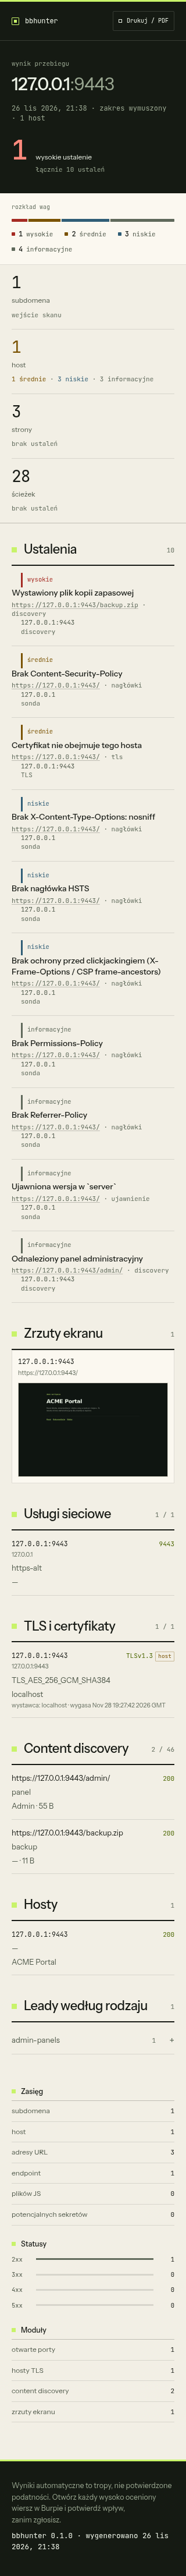 bbhunter
Drukuj / PDF
wynik przebiegu
127.0.0.1:9443
26 lis 2026, 21:38 · zakres wymuszony
· 1 host
1 wysokie ustalenie
łącznie 10 ustaleń
rozkład wag
1 wysokie 2 średnie 3 niskie
4 informacyjne
1
subdomena
wejście skanu
1
host
1 średnie · 3 niskie · 3 informacyjne
3
strony
brak ustaleń
28
ścieżek
brak ustaleń
Ustalenia 10
wysokie
Wystawiony plik kopii zapasowej
https://127.0.0.1:9443/backup.zip ·
discovery
127.0.0.1:9443
discovery
średnie
Brak Content-Security-Policy
https://127.0.0.1:9443/ · nagłówki
127.0.0.1
sonda
średnie
Certyfikat nie obejmuje tego hosta
https://127.0.0.1:9443/ · tls
127.0.0.1:9443
TLS
niskie
Brak X-Content-Type-Options: nosniff
https://127.0.0.1:9443/ · nagłówki
127.0.0.1
sonda
niskie
Brak nagłówka HSTS
https://127.0.0.1:9443/ · nagłówki
127.0.0.1
sonda
niskie
Brak ochrony przed clickjackingiem (X-
Frame-Options / CSP frame-ancestors)
https://127.0.0.1:9443/ · nagłówki
127.0.0.1
sonda
informacyjne
Brak Permissions-Policy
https://127.0.0.1:9443/ · nagłówki
127.0.0.1
sonda
informacyjne
Brak Referrer-Policy
https://127.0.0.1:9443/ · nagłówki
127.0.0.1
sonda
informacyjne
Ujawniona wersja w `server`
https://127.0.0.1:9443/ · ujawnienie
127.0.0.1
sonda
informacyjne
Odnaleziony panel administracyjny
https://127.0.0.1:9443/admin/ · discovery
127.0.0.1:9443
discovery
Zrzuty ekranu 1
127.0.0.1:9443
https://127.0.0.1:9443/
ACME Portal
Usługi sieciowe 1 / 1
127.0.0.1:9443 9443
127.0.0.1
https-alt
—
TLS i certyfikaty 1 / 1
127.0.0.1:9443 TLSv1.3 host
127.0.0.1:9443
TLS_AES_256_GCM_SHA384
localhost
wystawca: localhost · wygasa Nov 28 19:27:42 2026 GMT
Content discovery 2 / 46
https://127.0.0.1:9443/admin/ 200
panel
Admin · 55 B
https://127.0.0.1:9443/backup.zip 200
backup
— · 11 B
Hosty 1
127.0.0.1:9443 200
—
ACME Portal
Leady według rodzaju 1
admin-panels 1 +
Zasięg
subdomena 1
host 1
adresy URL 3
endpoint 1
plików JS 0
potencjalnych sekretów 0
Statusy
2xx 1
3xx 0
4xx 0
5xx 0
Moduły
otwarte porty 1
hosty TLS 1
content discovery 2
zrzuty ekranu 1
Wyniki automatyczne to tropy, nie potwierdzone
podatności. Otwórz każdy wysoko oceniony
wiersz w Burpie i potwierdź wpływ,
zanim zgłosisz.
bbhunter 0.1.0 · wygenerowano 26 lis
2026, 21:38